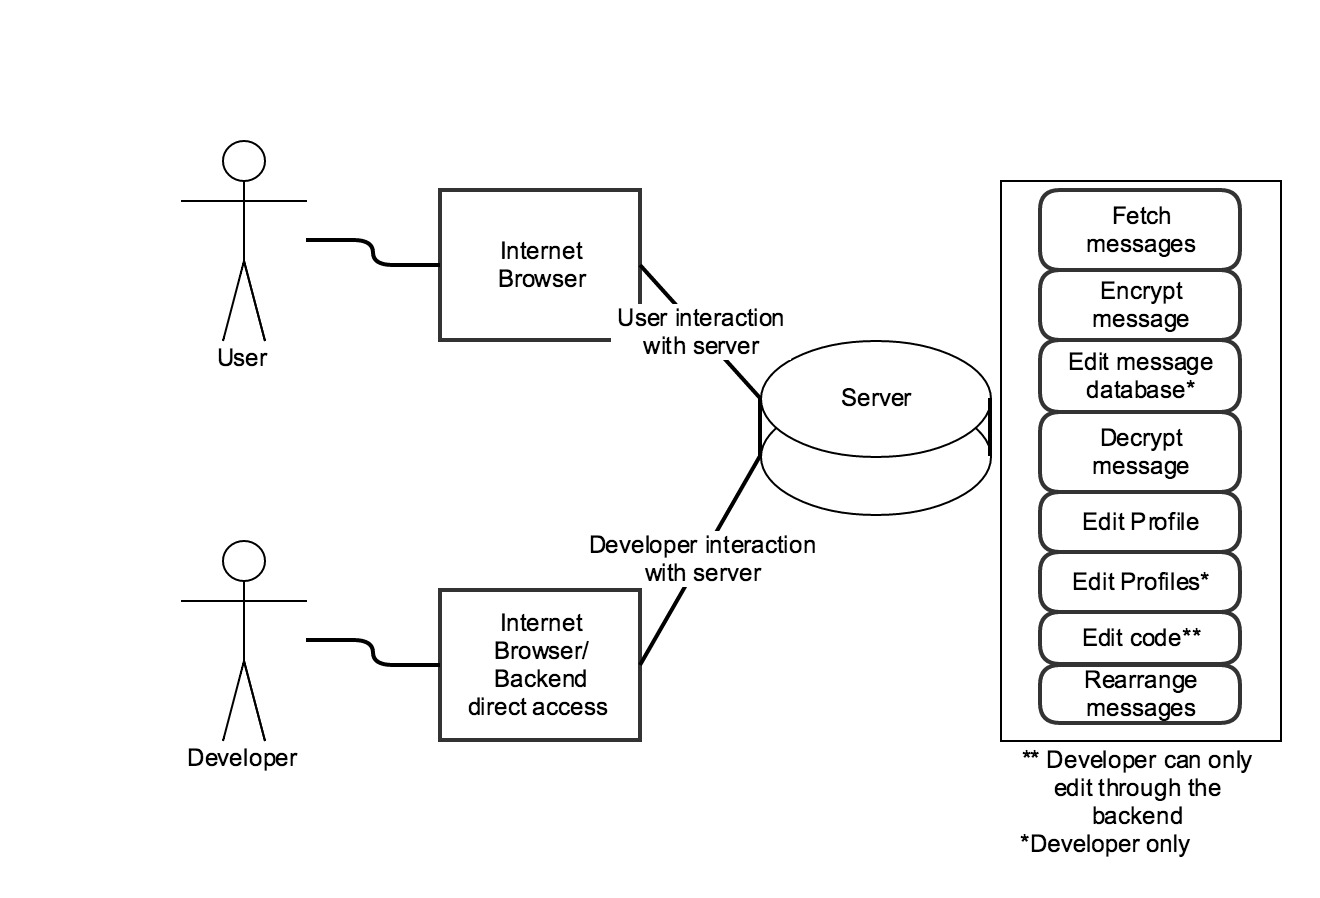 User
Internet
Browser
User interaction
with server
Server
Developer interaction
with server
Developer
Internet
Browser/
Backend
direct access
Fetch
messages
Encrypt
message
Edit message
database*
Decrypt
message
Edit Profile
Edit Profiles*
Edit code**
Rearrange
messages
** Developer can only
edit through the
backend
*Developer only